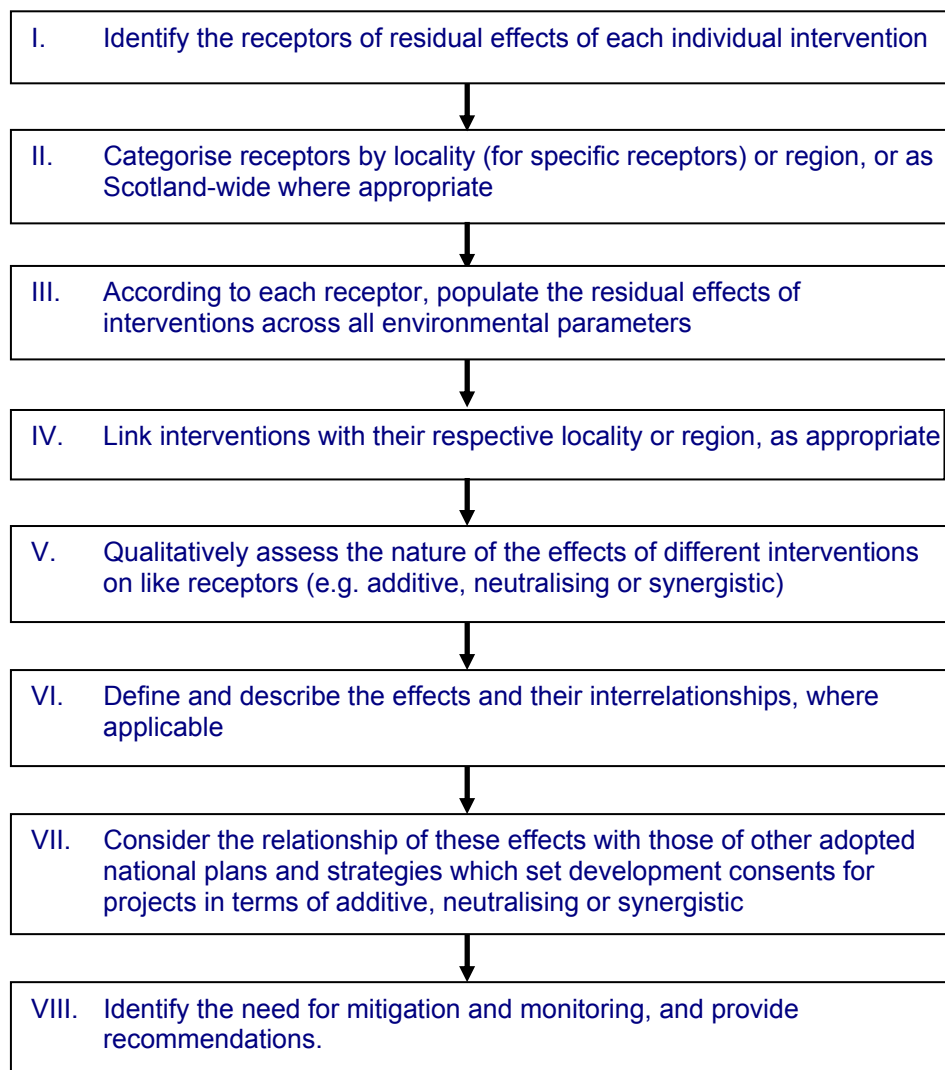 I. Identify the receptors of residual effects of each individual intervention
II. Categorise receptors by locality (for specific receptors) or region, or as
Scotland-wide where appropriate
III. According to each receptor, populate the residual effects of
interventions across all environmental parameters
IV. Link interventions with their respective locality or region, as appropriate
V. Qualitatively assess the nature of the effects of different interventions
on like receptors (e.g. additive, neutralising or synergistic)
VI. Define and describe the effects and their interrelationships, where
applicable
VII. Consider the relationship of these effects with those of other adopted
national plans and strategies which set development consents for
projects in terms of additive, neutralising or synergistic
VIII. Identify the need for mitigation and monitoring, and provide
recommendations.